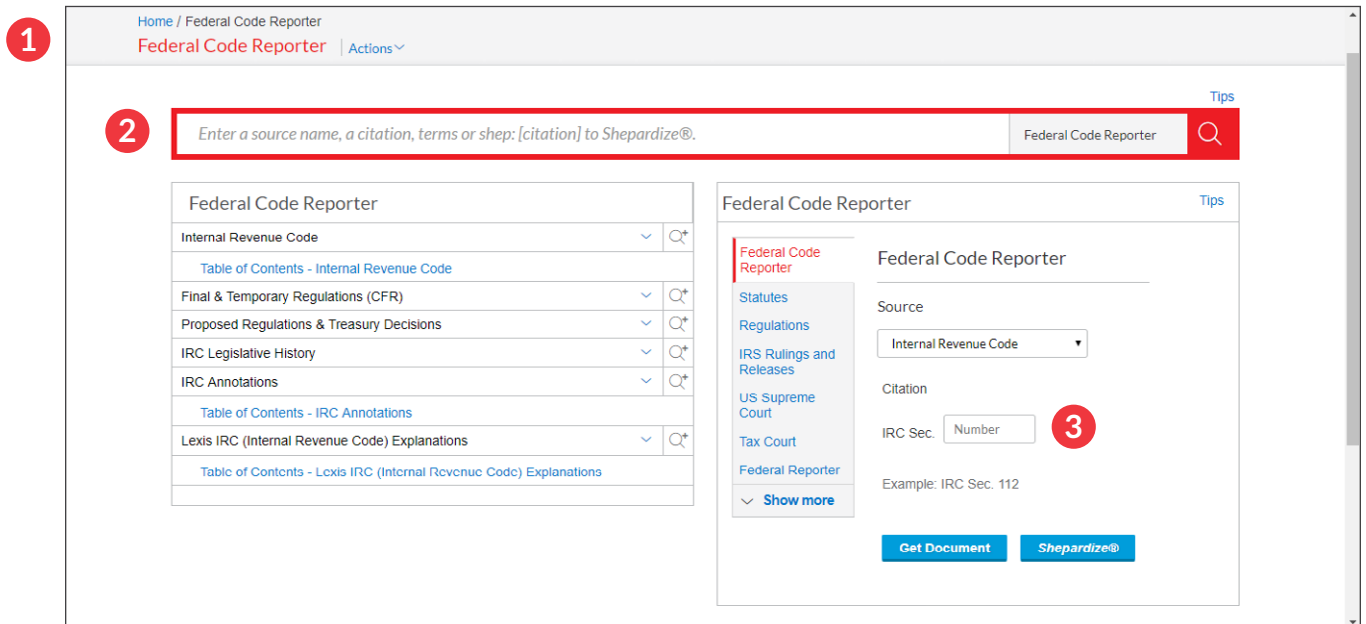 Home / Federal Code Reporter
1
Federal Code Reporter | Actions
Tips
2
Enter a source name, a citation, terms or shep: [citation] to Shepardize®.
Federal Code Reporter
Federal Code Reporter
Internal Revenue Code
Table of Contents - Internal Revenue Code
Final & Temporary Regulations (CFR)
Proposed Regulations & Treasury Decisions
IRC Legislative History
IRC Annotations
Table of Contents - IRC Annotations
Lexis IRC (Internal Revenue Code) Explanations
Table of Contents - Lexis IRC (Internal Revenue Code) Explanations
Federal Code Reporter
Tips
Federal Code
Reporter
Statutes
Regulations
IRS Rulings and
Releases
US Supreme
Court
Tax Court
Federal Reporter
Show more
Federal Code Reporter
Source
Internal Revenue Code
Citation
IRC Sec. Number
3
Example: IRC Sec. 112
Get Document
Shepardize®